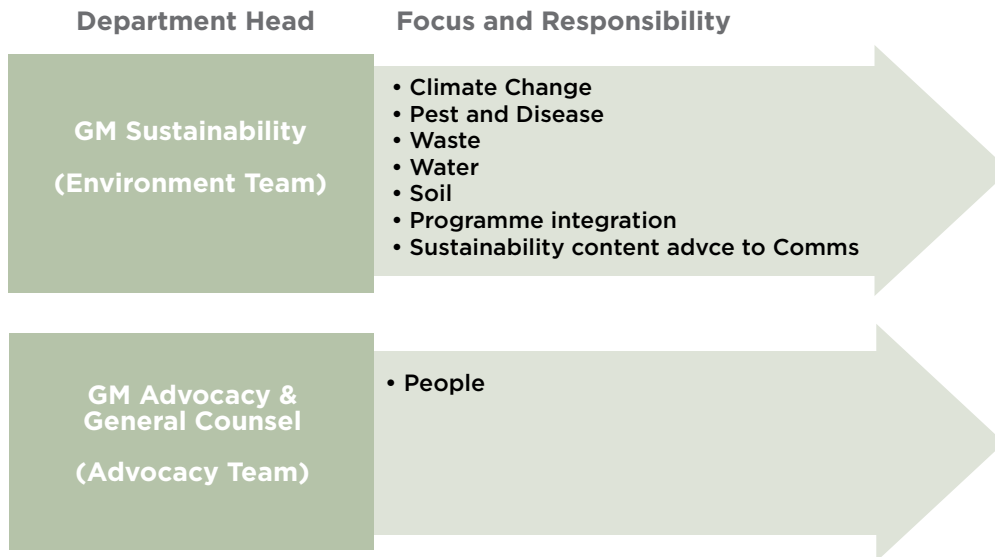 Department Head
Focus and Responsibility
GM Sustainability
(Environment Team)
• Climate Change
• Pest and Disease
• Waste
• Water
• Soil
• Programme integration
• Sustainability content advce to Comms
GM Advocacy &
General Counsel
(Advocacy Team)
• People